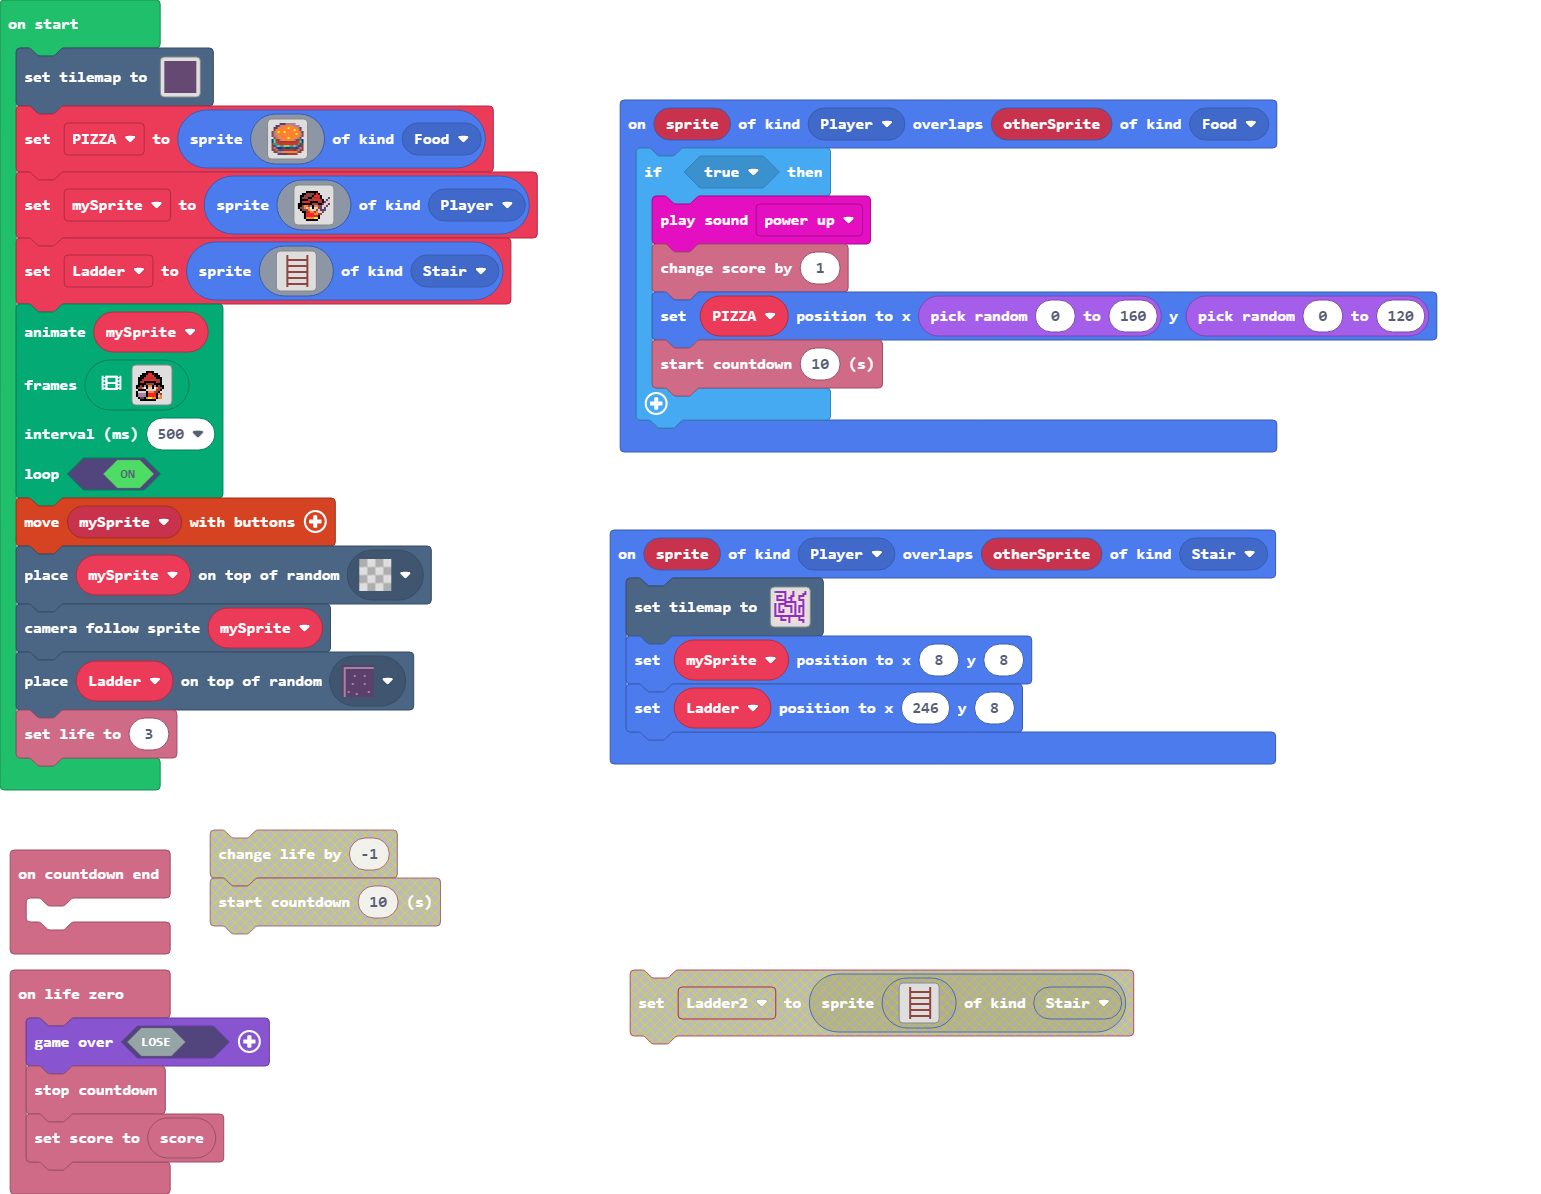 on start
set tilemap to
set PIZZA to sprite of kind Food
set mySprite to sprite of kind Player
set Ladder to sprite of kind Stair
animate mySprite
frames
interval (ms) 500
loop ON
move mySprite with buttons
place mySprite on top of random
camera follow sprite mySprite
place Ladder on top of random
set life to 3
on sprite of kind Player overlaps otherSprite of kind Food
if true then
play sound power up
change score by 1
set PIZZA position to x pick random 0 to 160 y pick random 0 to 120
start countdown 10 (s)
on sprite of kind Player overlaps otherSprite of kind Stair
set tilemap to
set mySprite position to x 8 y 8
set Ladder position to x 246 y 8
on countdown end
change life by -1
start countdown 10 (s)
on life zero
game over LOSE
stop countdown
set score to score
set Ladder2 to sprite of kind Stair